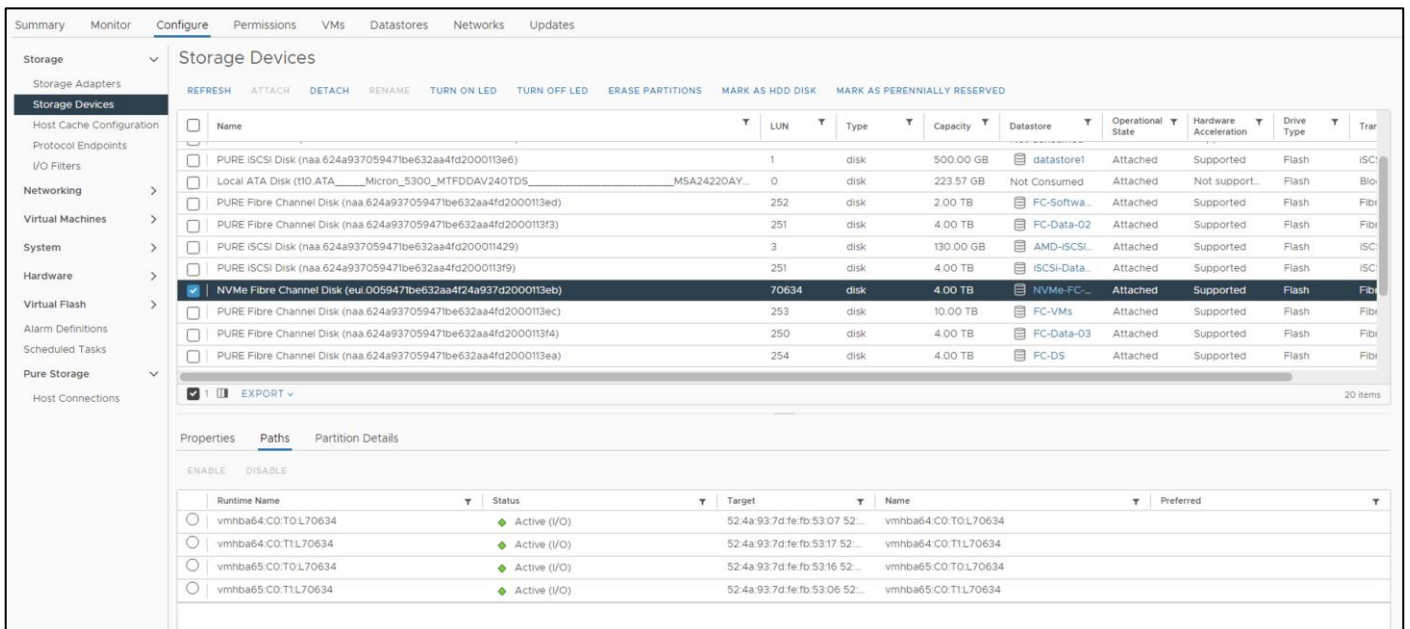 Summary Monitor Configure Permissions VMs Datastores Networks Updates
Storage
Storage Adapters
Storage Devices
Host Cache Configuration
Protocol Endpoints
I/O Filters
Networking
Virtual Machines
System
Hardware
Virtual Flash
Alarm Definitions
Scheduled Tasks
Pure Storage
Host Connections
Storage Devices
REFRESH ATTACH DETACH RENAME TURN ON LED TURN OFF LED ERASE PARTITIONS MARK AS HDD DISK MARK AS PERENNIALLY RESERVED
Name LUN Type Capacity Datastore Operational State Hardware Acceleration Drive Type Trar
PURE iSCSI Disk (naa.624a937059471be632aa4fd2000113e6) 1 disk 500.00 GB datastore1 Attached Supported Flash iSC
Local ATA Disk (t10.ATA_____Micron_5300_MTFDDAV240TDS________________________MSA24220AY... 0 disk 223.57 GB Not Consumed Attached Not support... Flash Blo
PURE Fibre Channel Disk (naa.624a937059471be632aa4fd2000113ed) 252 disk 2.00 TB FC-Softwa... Attached Supported Flash Fibr
PURE Fibre Channel Disk (naa.624a937059471be632aa4fd2000113f3) 251 disk 4.00 TB FC-Data-02 Attached Supported Flash Fibr
PURE iSCSI Disk (naa.624a937059471be632aa4fd200011429) 3 disk 130.00 GB AMD-iSCSI... Attached Supported Flash iSC
PURE iSCSI Disk (naa.624a937059471be632aa4fd2000113f9) 251 disk 4.00 TB iSCSI-Data... Attached Supported Flash iSC
NVMe Fibre Channel Disk (eui.0059471be632aa4f24a937d2000113eb) 70634 disk 4.00 TB NVMe-FC-... Attached Supported Flash Fibr
PURE Fibre Channel Disk (naa.624a937059471be632aa4fd2000113ec) 253 disk 10.00 TB FC-VMs Attached Supported Flash Fibr
PURE Fibre Channel Disk (naa.624a937059471be632aa4fd2000113f4) 250 disk 4.00 TB FC-Data-03 Attached Supported Flash Fibr
PURE Fibre Channel Disk (naa.624a937059471be632aa4fd2000113ea) 254 disk 4.00 TB FC-DS Attached Supported Flash Fibr
1 EXPORT 20 items
Properties Paths Partition Details
ENABLE DISABLE
Runtime Name Status Target Name Preferred
vmhba64:C0:T0:L70634 Active (I/O) 52:4a:93:7d:fe:fb:53:07 52:... vmhba64:C0:T0:L70634
vmhba64:C0:T1:L70634 Active (I/O) 52:4a:93:7d:fe:fb:53:17 52:... vmhba64:C0:T1:L70634
vmhba65:C0:T0:L70634 Active (I/O) 52:4a:93:7d:fe:fb:53:16 52:... vmhba65:C0:T0:L70634
vmhba65:C0:T1:L70634 Active (I/O) 52:4a:93:7d:fe:fb:53:06 52:... vmhba65:C0:T1:L70634